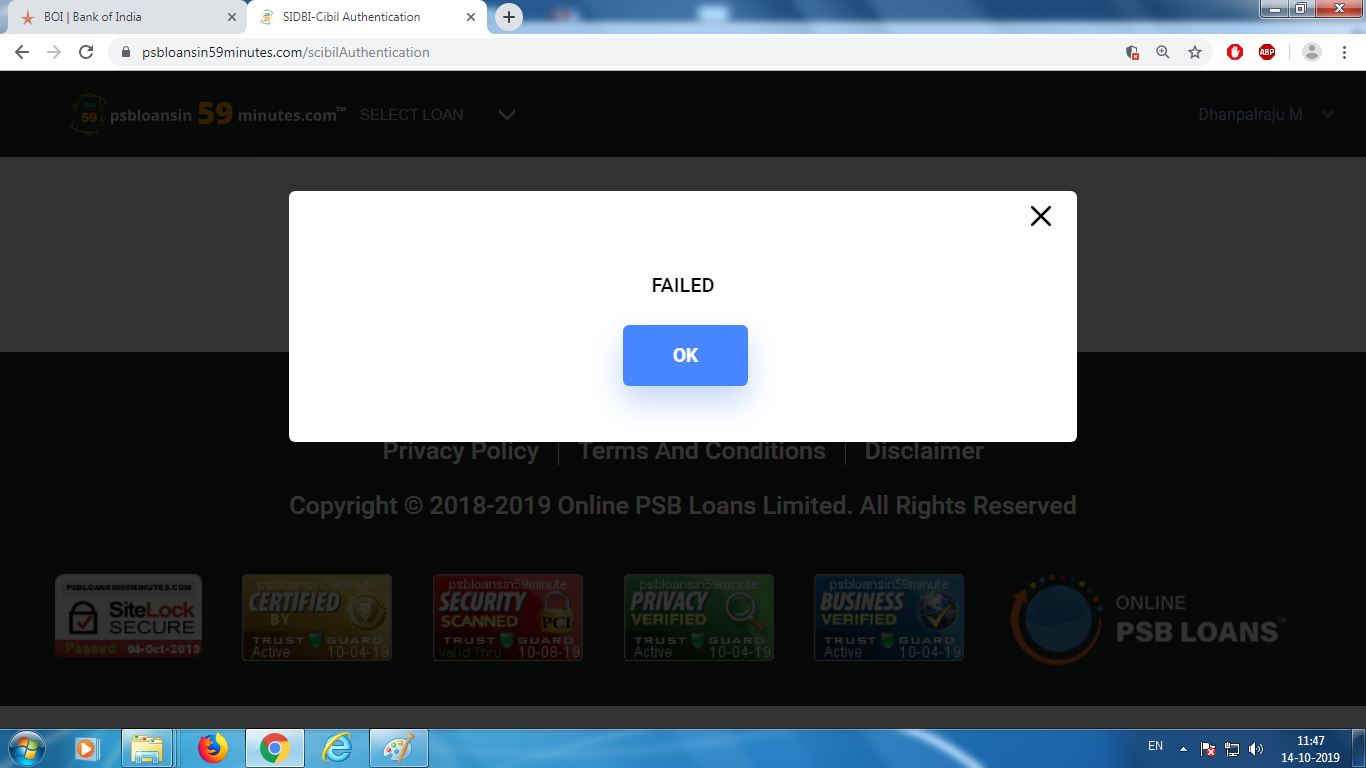 BOI | Bank of India
SIDBI-Cibil Authentication
psbloansin59minutes.com/scibilAuthentication
ABP
59
psbloansin 59 minutes.com™
SELECT LOAN
Dhanpalraju M
FAILED
OK
Privacy Policy
Terms And Conditions
Disclaimer
Copyright © 2018-2019 Online PSB Loans Limited. All Rights Reserved
PSBLOANSIN59MINUTES.COM
SiteLock
SECURE
Passed 04-Oct-2019
psbloansin59minute
CERTIFIED
BY
TRUST GUARD
Active 10-04-19
psbloansin59minute
SECURITY
SCANNED PCI
TRUST GUARD
Valid Thru 10-08-19
psbloansin59minute
PRIVACY
VERIFIED
TRUST GUARD
Active 10-04-19
psbloansin59minute
BUSINESS
VERIFIED
TRUST GUARD
Active 10-04-19
ONLINE
PSB LOANS™
EN
11:47
14-10-2019